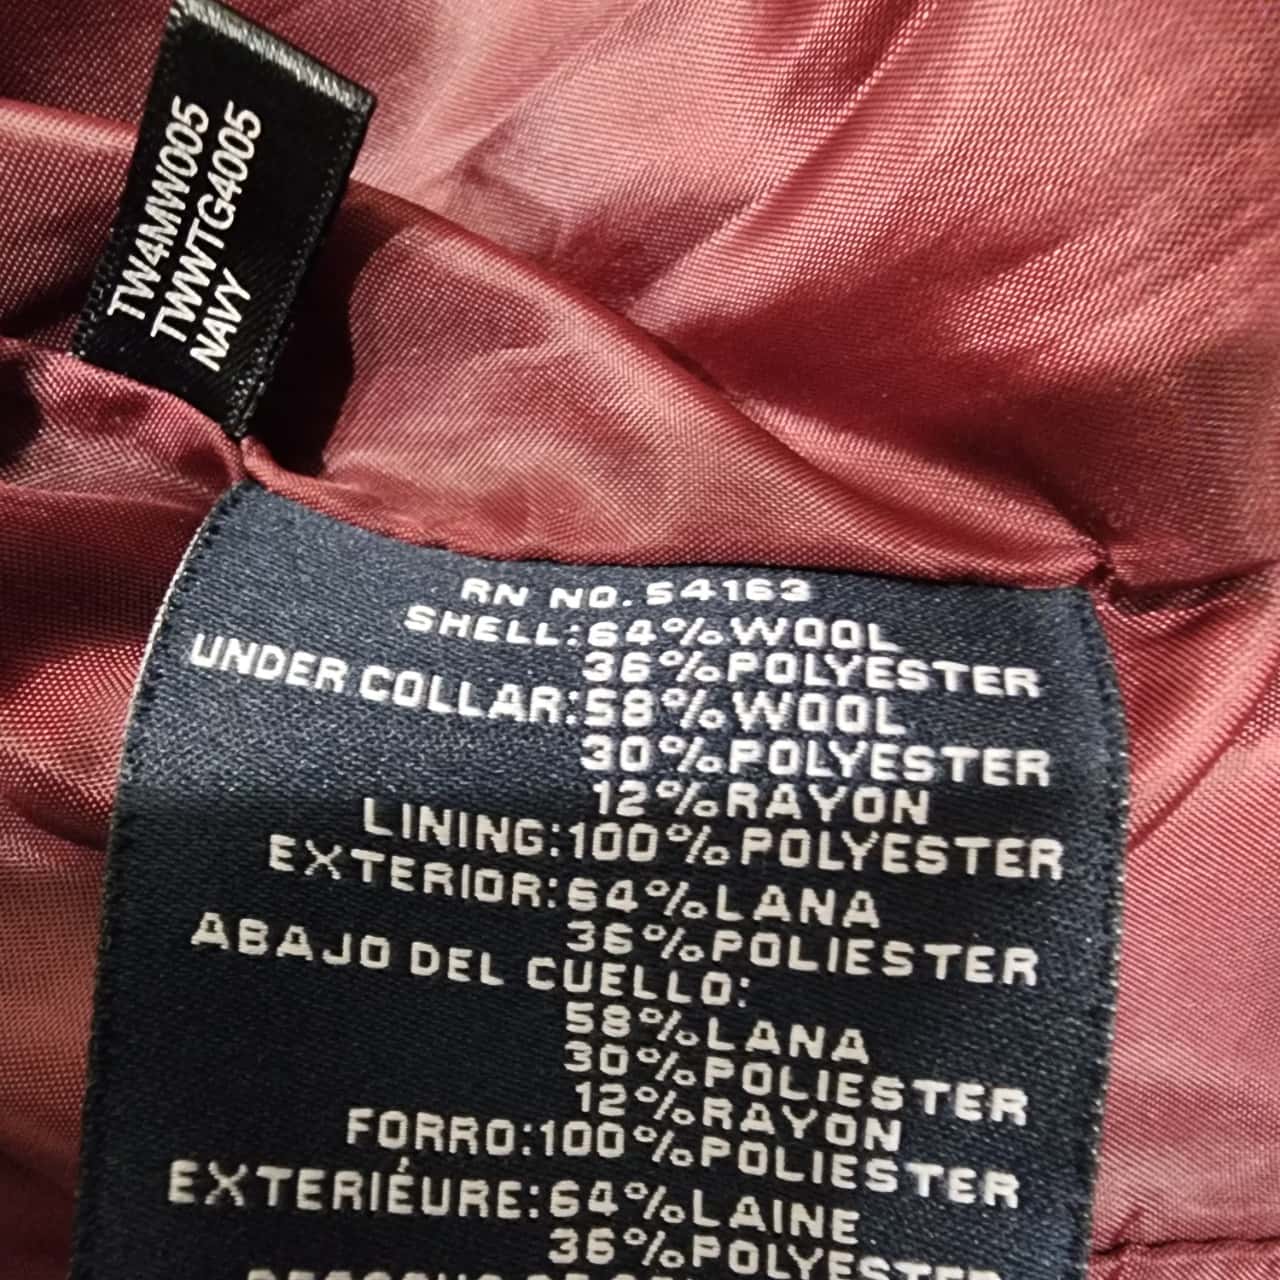 TW4MW005
TWWTG4005
NAVY
RN NO. 54163
SHELL:64%WOOL
36%POLYESTER
UNDER COLLAR:58%WOOL
30%POLYESTER
12%RAYON
LINING:100%POLYESTER
EXTERIOR:64%LANA
36%POLIESTER
ABAJO DEL CUELLO:
58%LANA
30%POLIESTER
12%RAYON
FORRO:100%POLIESTER
EXTERIÉURE:64%LAINE
36%POLYESTER